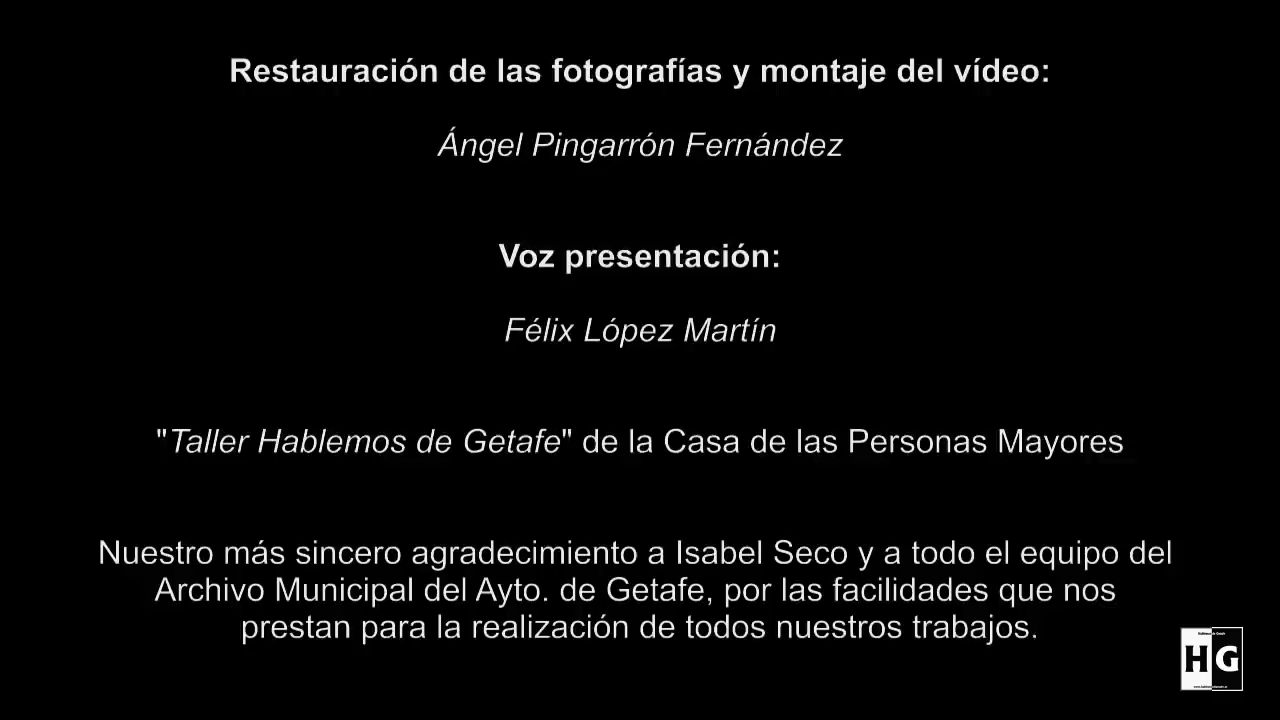 Restauración de las fotografías y montaje del vídeo:
Ángel Pingarrón Fernández
Voz presentación:
Félix López Martín
"Taller Hablemos de Getafe" de la Casa de las Personas Mayores
Nuestro más sincero agradecimiento a Isabel Seco y a todo el equipo del
Archivo Municipal del Ayto. de Getafe, por las facilidades que nos
prestan para la realización de todos nuestros trabajos.
HG